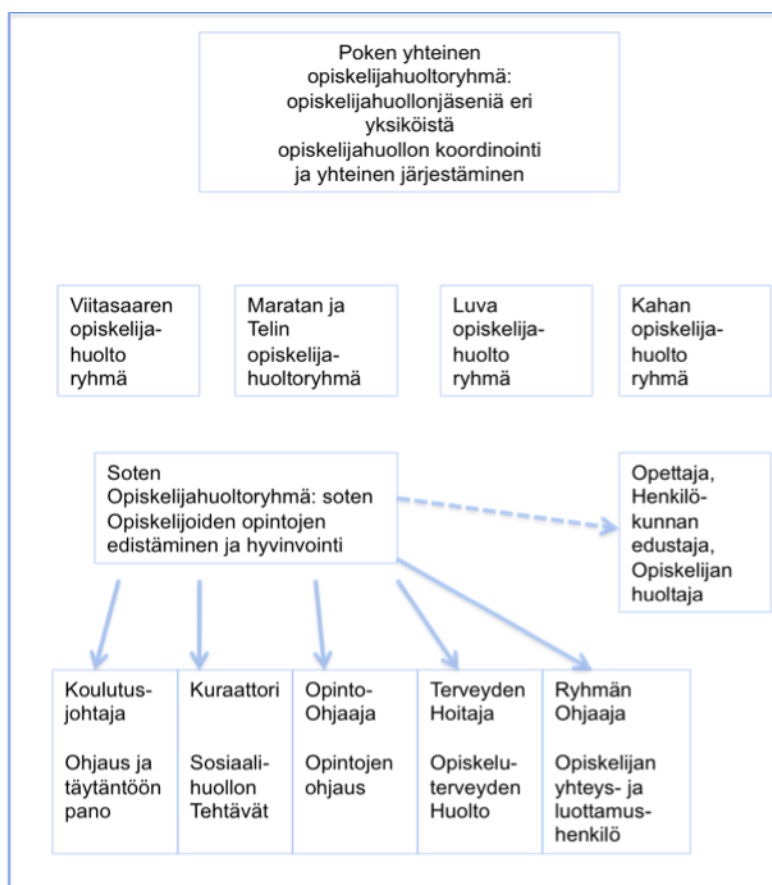 Poken yhteinen
opiskelijahuoltoryhmä:
opiskelijahuollonjäseniä eri
yksiköistä
opiskelijahuollon koordinointi
ja yhteinen järjestäminen
Viitasaaren
opiskelija-
huolto
ryhmä
Maratan ja
Telin
opiskelija-
huoltoryhmä
Luva
opiskelija-
huolto
ryhmä
Kahan
opiskelija-
huolto
ryhmä
Soten
Opiskelijahuoltoryhmä: soten
Opiskelijoiden opintojen
edistäminen ja hyvinvointi
Opettaja,
Henkilö-
kunnan
edustaja,
Opiskelijan
huoltaja
Koulutus-
johtaja
Ohjaus ja
täytäntöön
pano
Kuraattori
Sosiaali-
huollon
Tehtävät
Opinto-
Ohjaaja
Opintojen
ohjaus
Terveyden
Hoitaja
Opiskelu-
terveyden
Huolto
Ryhmän
Ohjaaja
Opiskelijan
yhteys- ja
luottamus-
henkilö